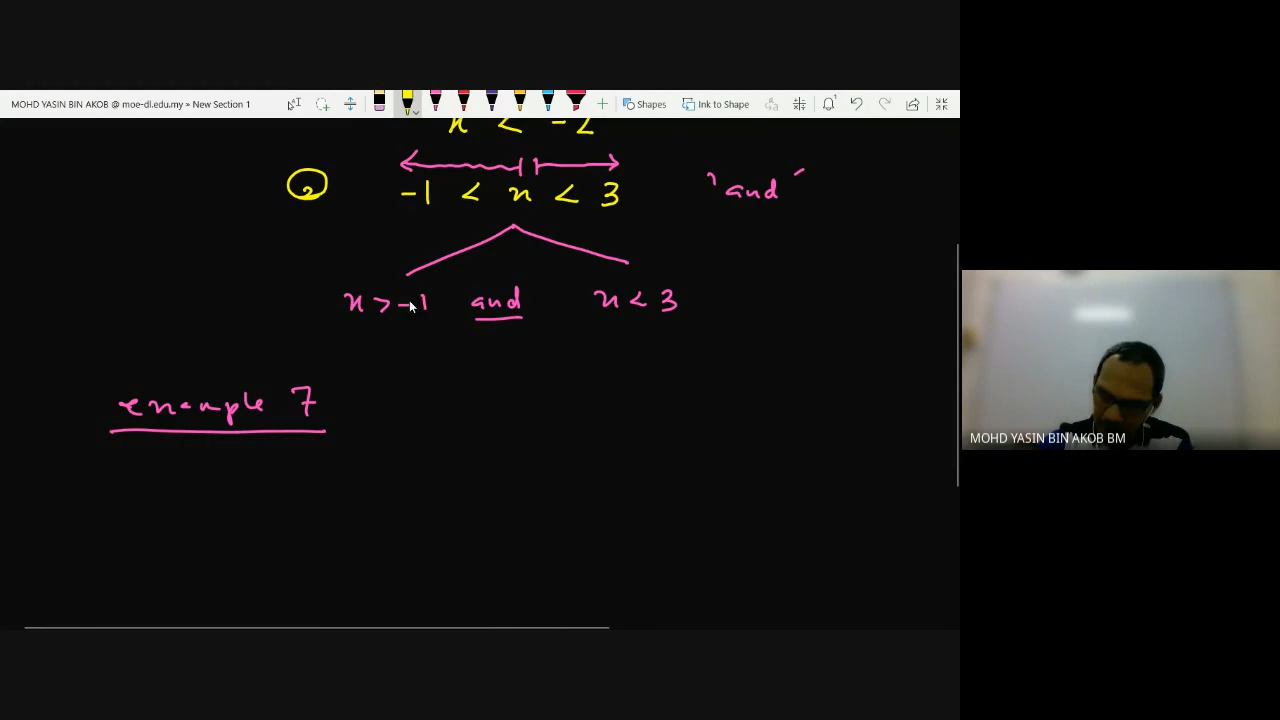 MOHD YASIN BIN AKOB @ moe-dl.edu.my » New Section 1
Shapes
Ink to Shape
x < -2
2 -1 < x < 3 'and'
x > -1 and x < 3
example 7
MOHD YASIN BIN AKOB BM